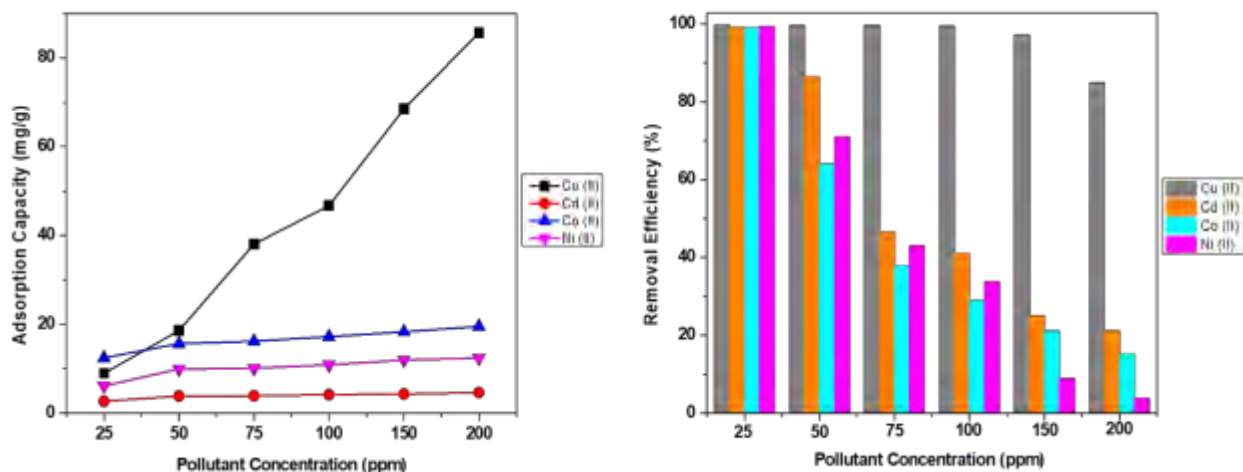 Adsorption Capacity (mg/g)
80
60
40
20
0
25 50 75 100 150 200
Pollutant Concentration (ppm)
Cu (II)
Cd (II)
Co (II)
Ni (II)
Removal Efficiency (%)
100
80
60
40
20
0
25 50 75 100 150 200
Pollutant Concentration (ppm)
Cu (II)
Cd (II)
Co (II)
Ni (II)